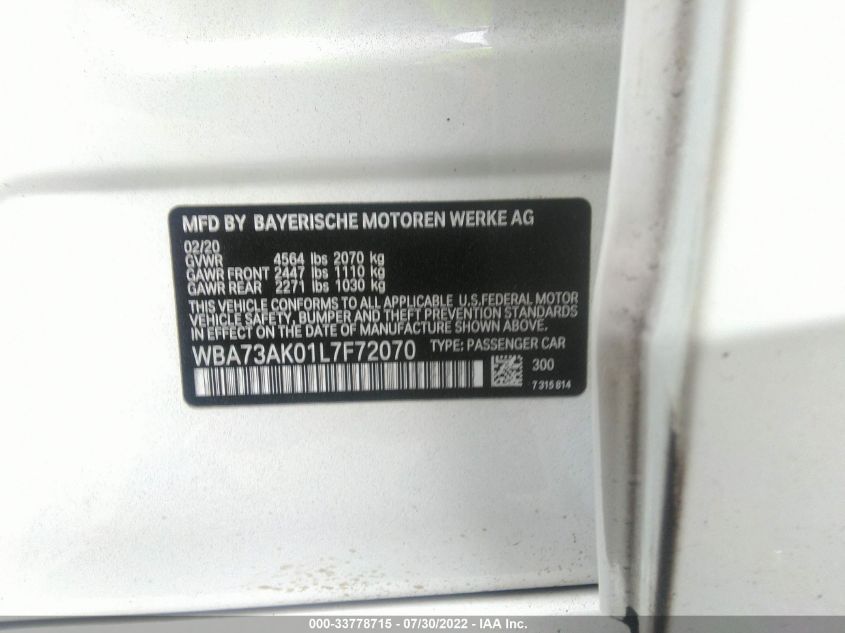 MFD BY BAYERISCHE MOTOREN WERKE AG
02/20
GVWR 4564 lbs 2070 kg
GAWR FRONT 2447 lbs 1110 kg
GAWR REAR 2271 lbs 1030 kg
THIS VEHICLE CONFORMS TO ALL APPLICABLE U.S.FEDERAL MOTOR
VEHICLE SAFETY, BUMPER AND THEFT PREVENTION STANDARDS
IN EFFECT ON THE DATE OF MANUFACTURE SHOWN ABOVE.
WBA73AK01L7F72070 TYPE: PASSENGER CAR
300
7315814
000-33778715 - 07/30/2022 - IAA Inc.